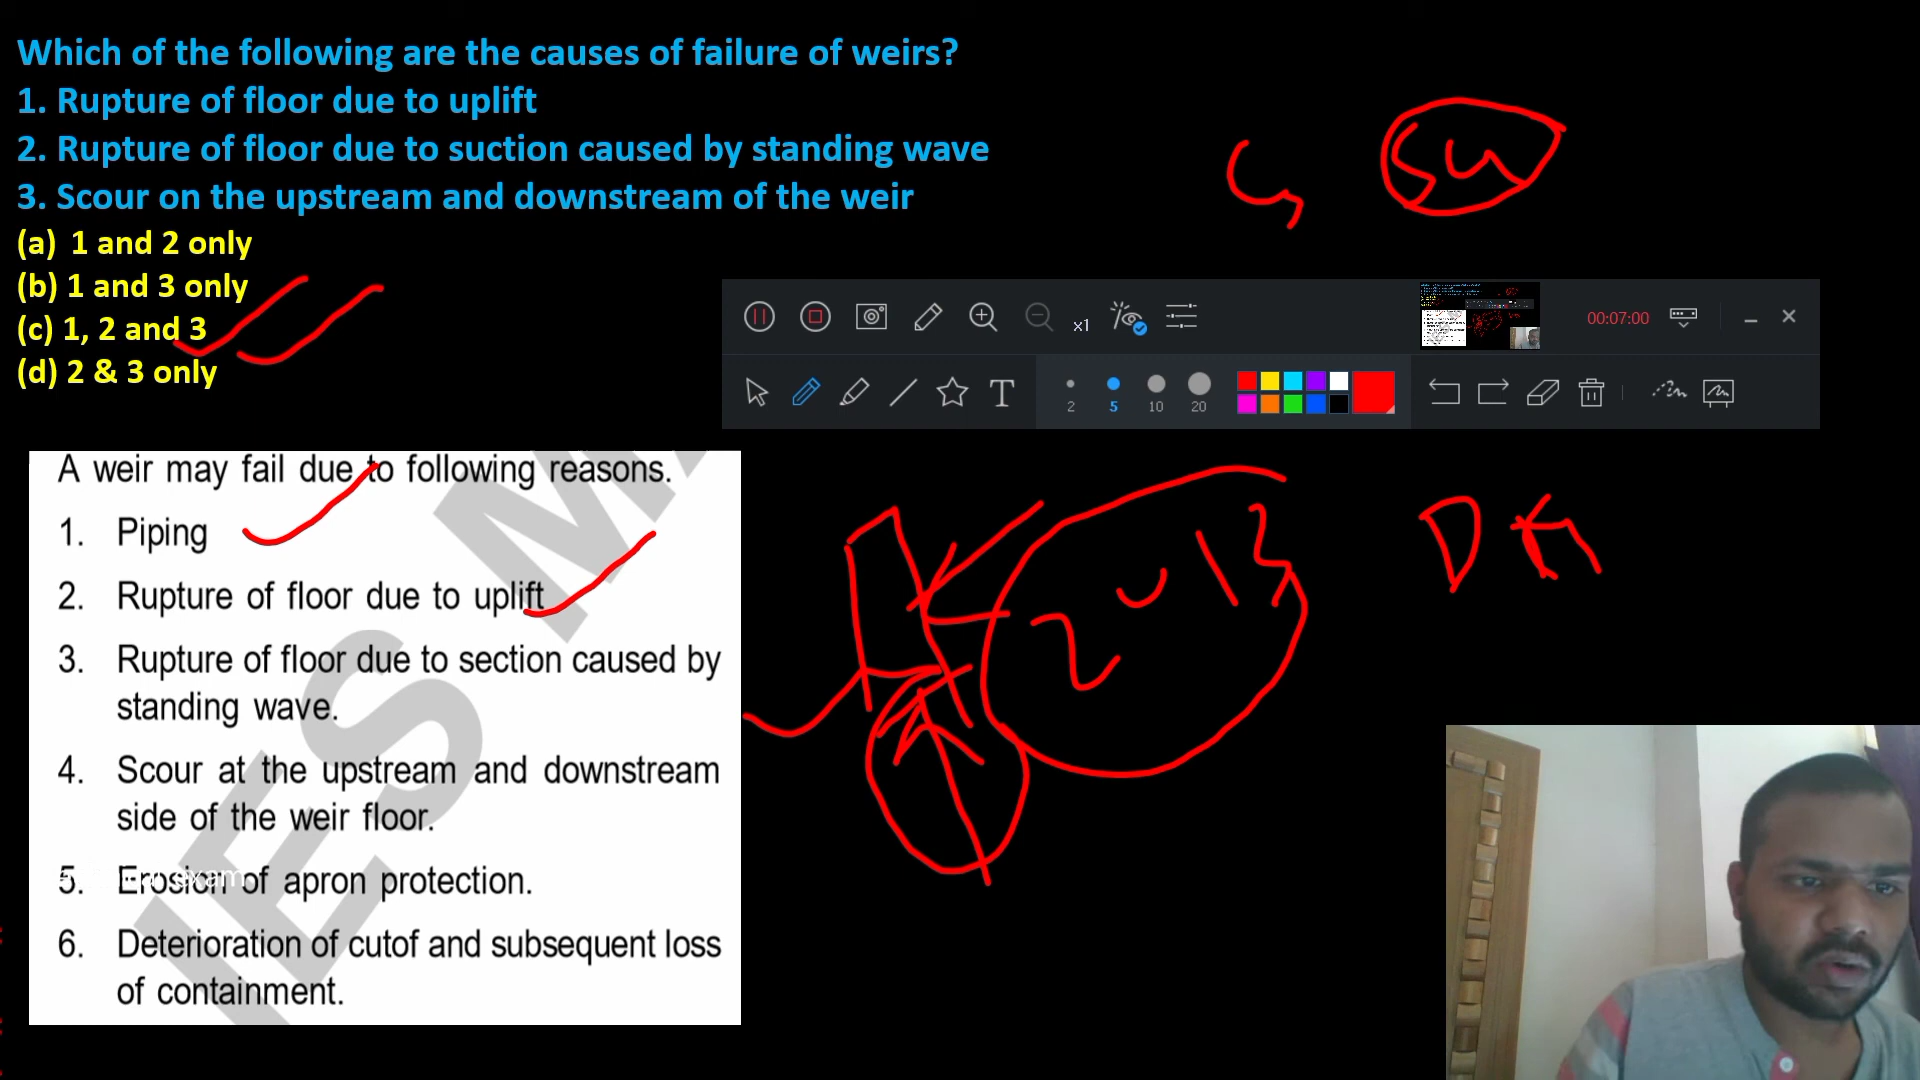 Which of the following are the causes of failure of weirs?
1. Rupture of floor due to uplift
2. Rupture of floor due to suction caused by standing wave
3. Scour on the upstream and downstream of the weir
(a) 1 and 2 only
(b) 1 and 3 only
(c) 1, 2 and 3
(d) 2 & 3 only
x1
00:07:00
T
2 5 10 20
A weir may fail due to following reasons.
1. Piping
2. Rupture of floor due to uplift
3. Rupture of floor due to section caused by
standing wave.
4. Scour at the upstream and downstream
side of the weir floor.
5. Erosion of apron protection.
exam
6. Deterioration of cutof and subsequent loss
of containment.
IES M